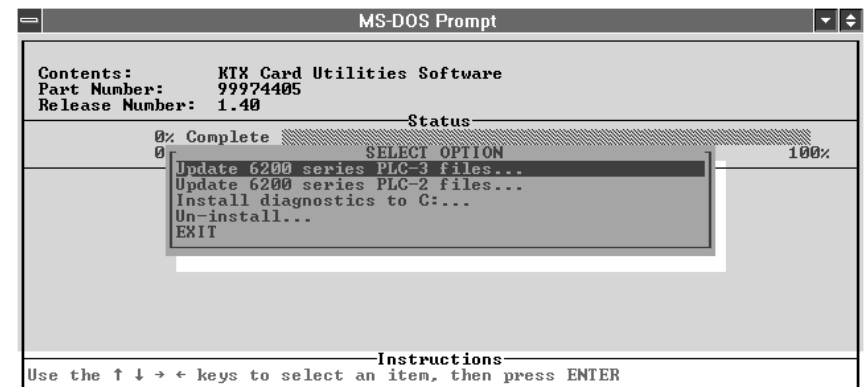 MS-DOS Prompt
Contents: KTX Card Utilities Software
Part Number: 99974405
Release Number: 1.40
Status
0% Complete
0 100%
SELECT OPTION
Update 6200 series PLC-3 files...
Update 6200 series PLC-2 files...
Install diagnostics to C:...
Un-install...
EXIT
Instructions
Use the ↑ ↓ → ← keys to select an item, then press ENTER